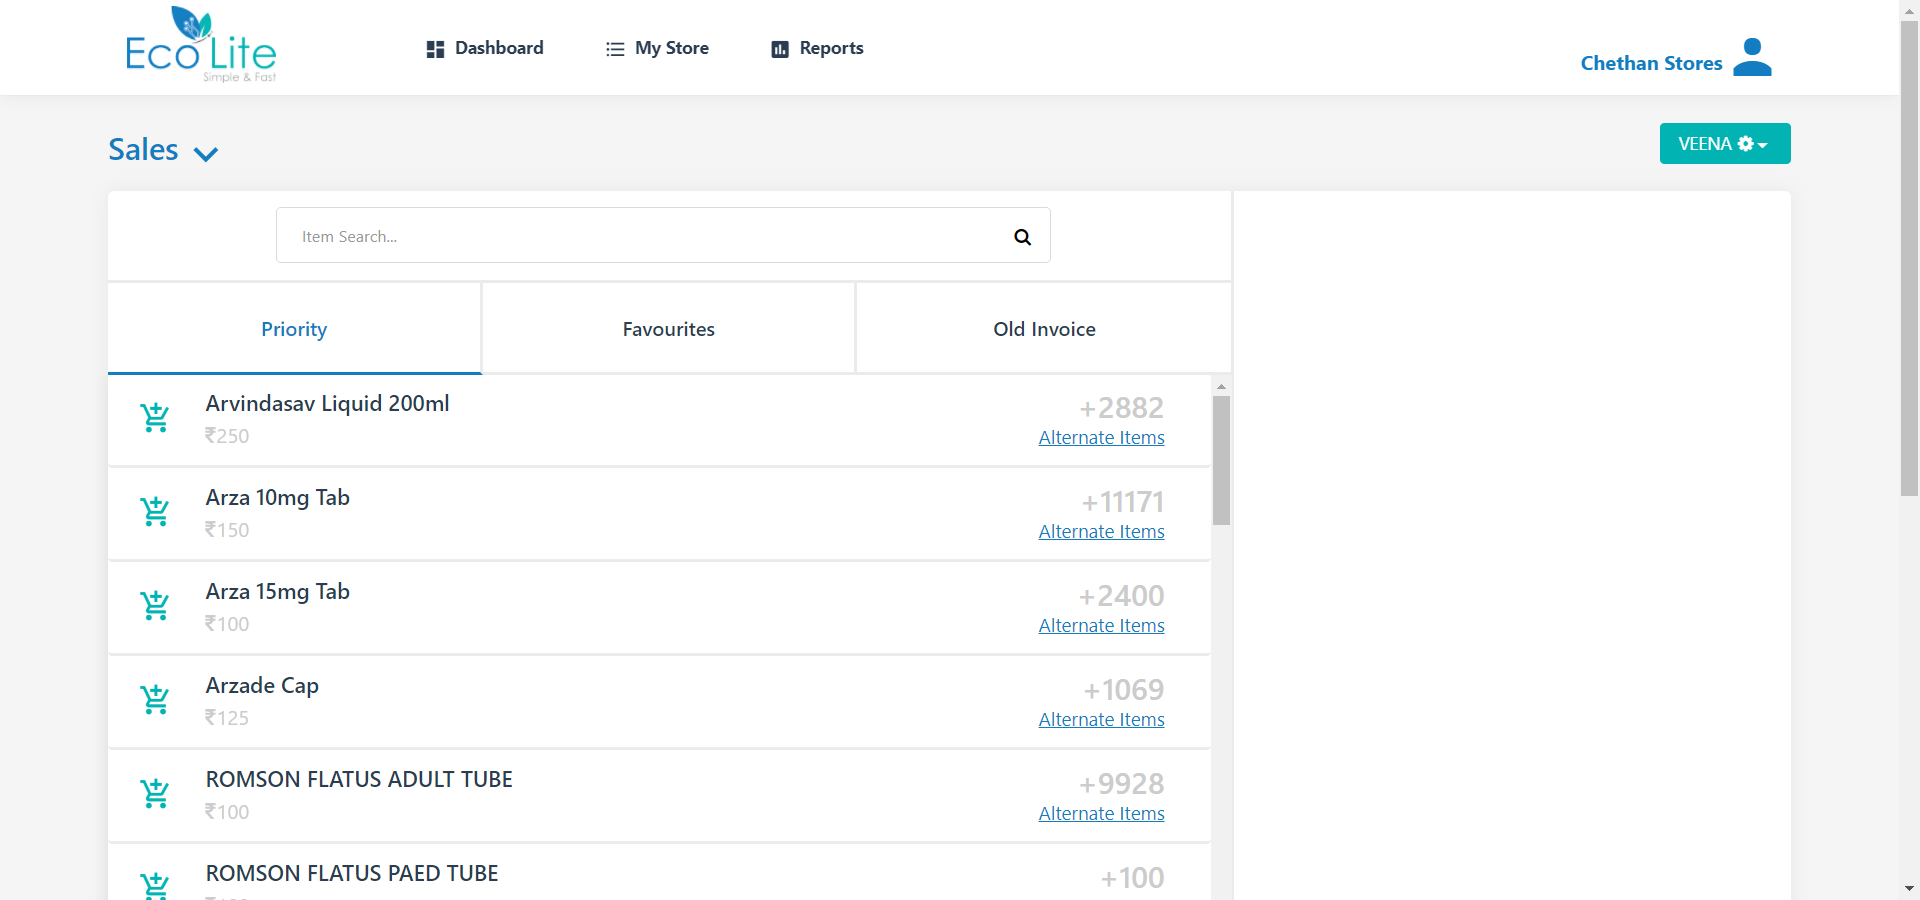 Eco Lite
Simple & Fast
Dashboard
My Store
Reports
Chethan Stores
Sales
VEENA
Item Search...
Priority
Favourites
Old Invoice
Arvindasav Liquid 200ml
+2882
₹250
Alternate Items
Arza 10mg Tab
+11171
₹150
Alternate Items
Arza 15mg Tab
+2400
₹100
Alternate Items
Arzade Cap
+1069
₹125
Alternate Items
ROMSON FLATUS ADULT TUBE
+9928
₹100
Alternate Items
ROMSON FLATUS PAED TUBE
+100